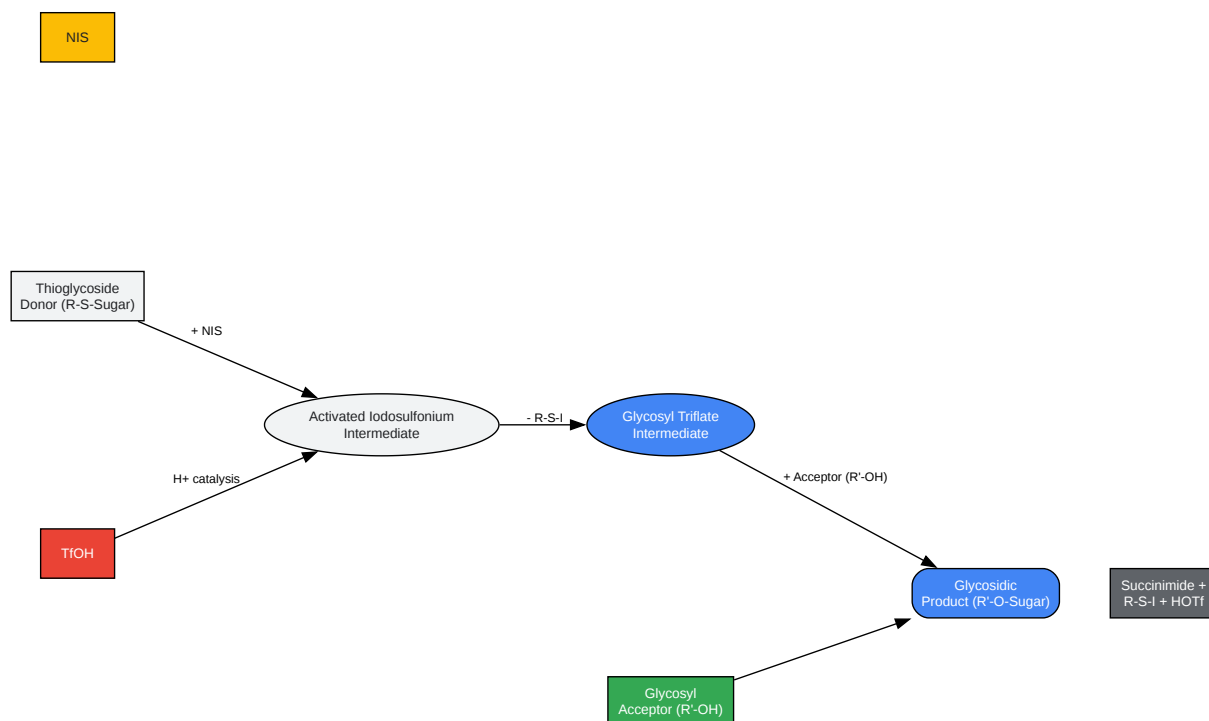 NIS
Thioglycoside
Donor (R-S-Sugar)
+ NIS
Activated Iodosulfonium
Intermediate
- R-S-I
Glycosyl Triflate
Intermediate
H+ catalysis
+ Acceptor (R'-OH)
TfOH
Glycosidic
Product (R'-O-Sugar)
Succinimide +
R-S-I + HOTf
Glycosyl
Acceptor (R'-OH)